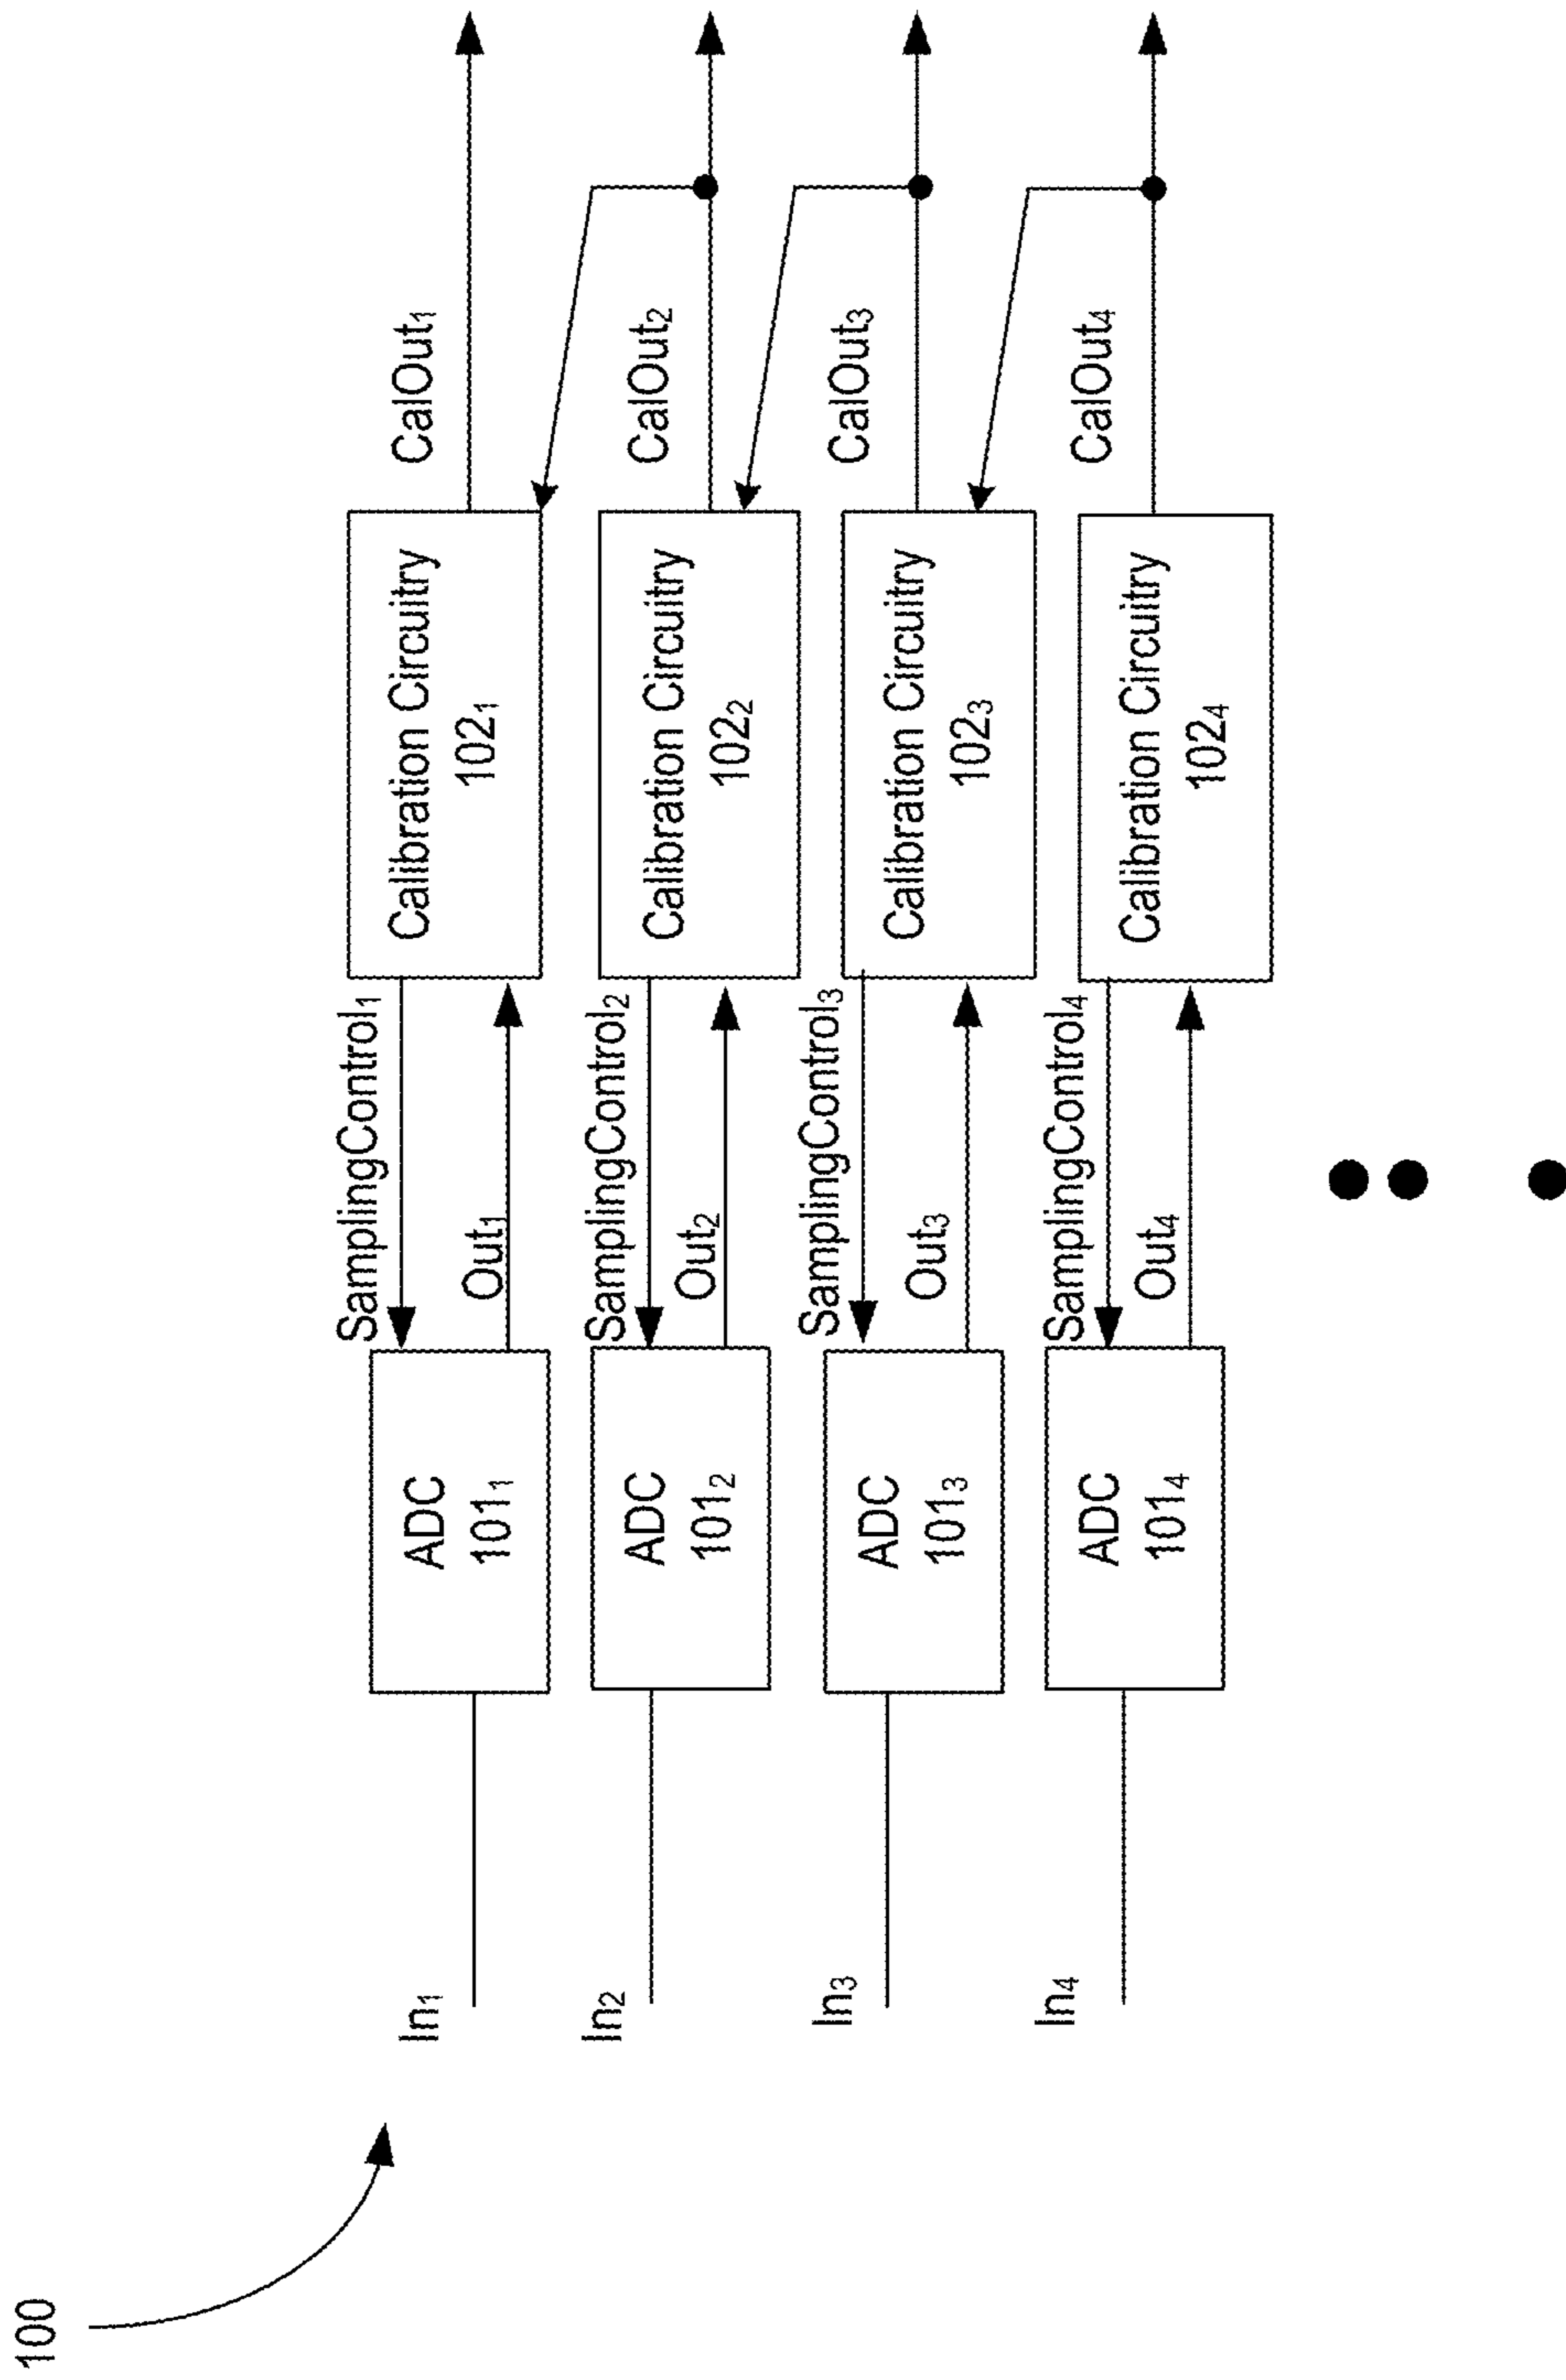 100
In₁
ADC
101₁
SamplingControl₁
Out₁
Calibration Circuitry
102₁
CalOut₁
In₂
ADC
101₂
SamplingControl₂
Out₂
Calibration Circuitry
102₂
CalOut₂
In₃
ADC
101₃
SamplingControl₃
Out₃
Calibration Circuitry
102₃
CalOut₃
In₄
ADC
101₄
SamplingControl₄
Out₄
Calibration Circuitry
102₄
CalOut₄